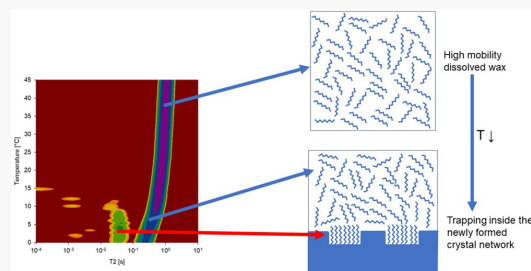 High mobility
dissolved wax
T ↓
Trapping inside the
newly formed
crystal network
Temperature [°C]
45
40
35
30
25
20
15
10
5
0
10⁻⁴
10⁻³
10⁻²
10⁻¹
10⁰
10¹
T2 [s]